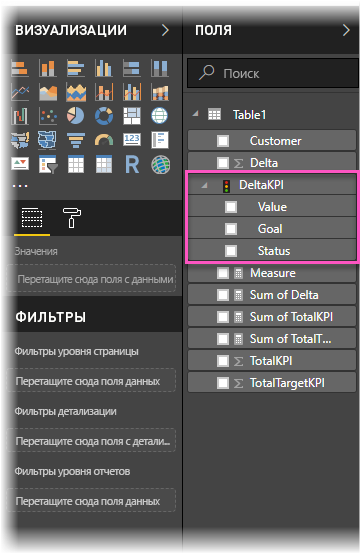 ВИЗУАЛИЗАЦИИ
Значения
Перетащите сюда поля с данными
ФИЛЬТРЫ
Фильтры уровня страницы
Перетащите сюда поля данных
Фильтры детализации
Перетащите сюда поля с детали...
Фильтры уровня отчетов
Перетащите сюда поля данных
ПОЛЯ
Поиск
Table1
Customer
Delta
DeltaKPI
Value
Goal
Status
Measure
Sum of Delta
Sum of TotalKPI
Sum of TotalT...
TotalKPI
TotalTargetKPI